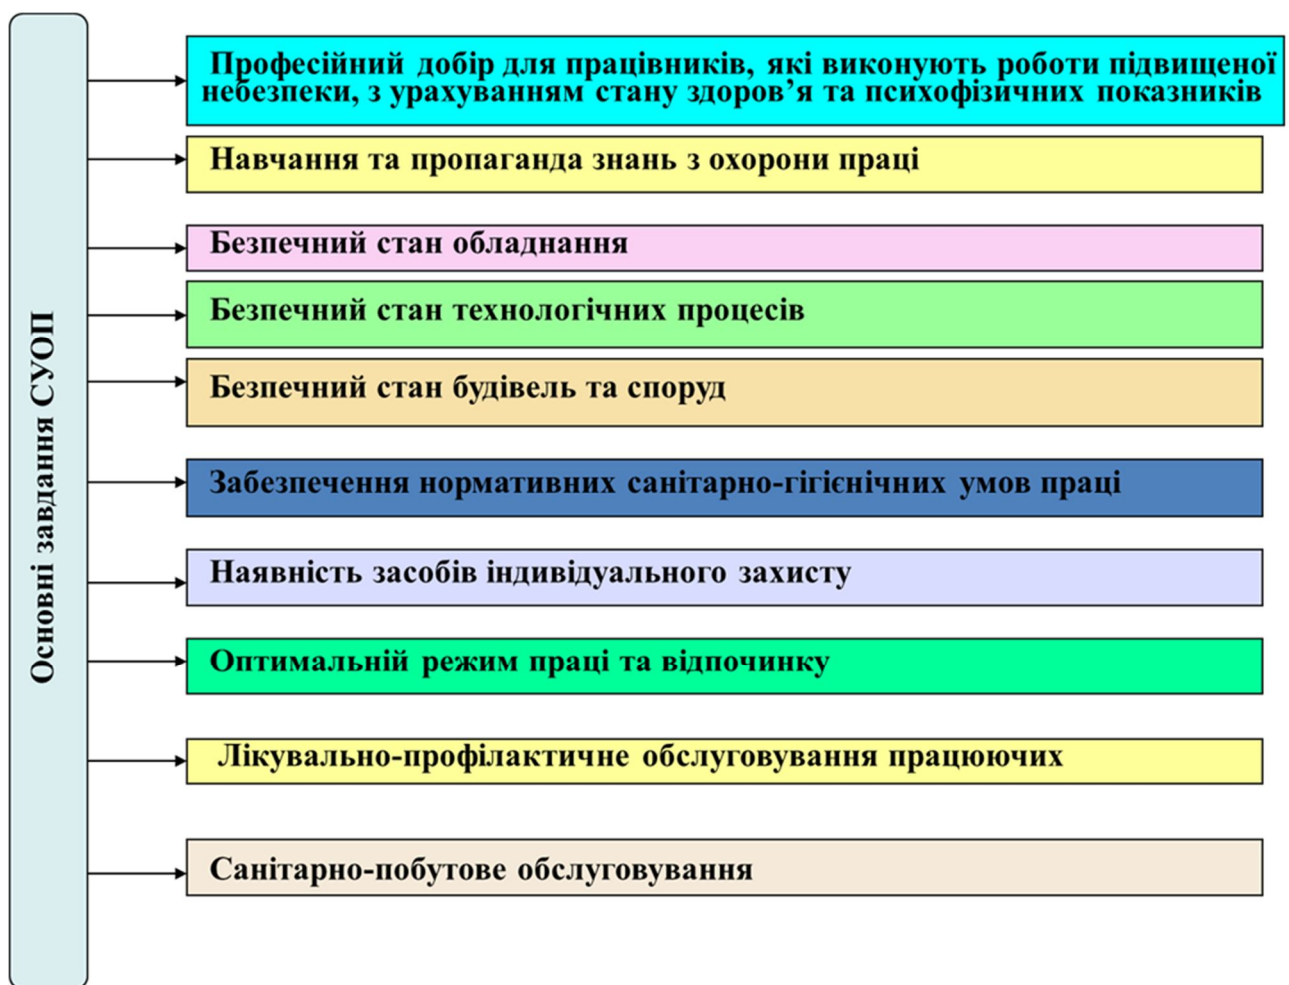 Основні завдання СУОП
Професійний добір для працівників, які виконують роботи підвищеної
небезпеки, з урахуванням стану здоров’я та психофізичних показників
Навчання та пропаганда знань з охорони праці
Безпечний стан обладнання
Безпечний стан технологічних процесів
Безпечний стан будівель та споруд
Забезпечення нормативних санітарно-гігієнічних умов праці
Наявність засобів індивідуального захисту
Оптимальній режим праці та відпочинку
Лікувально-профілактичне обслуговування працюючих
Санітарно-побутове обслуговування